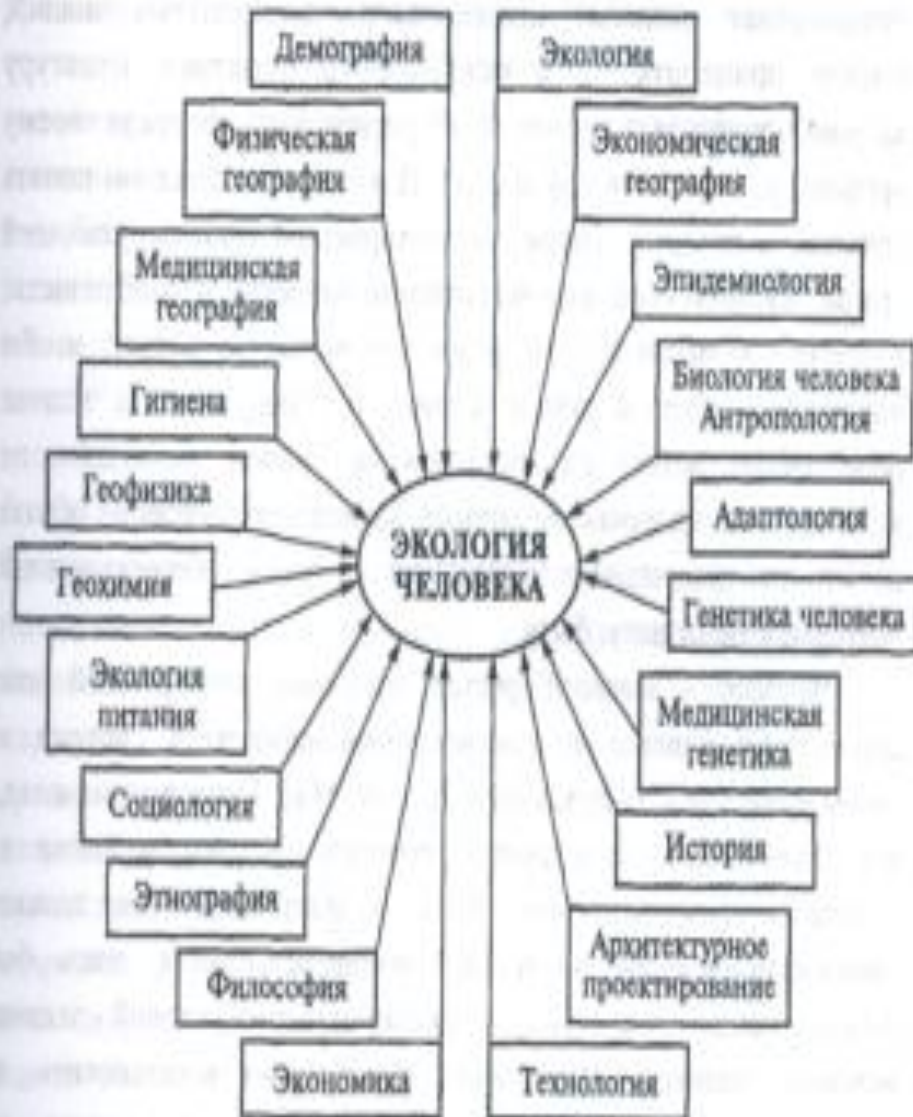 Демография
Экология
Физическая
география
Экономическая
география
Медицинская
география
Эпидемиология
Гигиена
Биология человека
Антропология
Геофизика
Адаптология
ЭКОЛОГИЯ
ЧЕЛОВЕКА
Геохимия
Генетика человека
Экология
питания
Медицинская
генетика
Социология
История
Этнография
Архитектурное
проектирование
Философия
Экономика
Технология